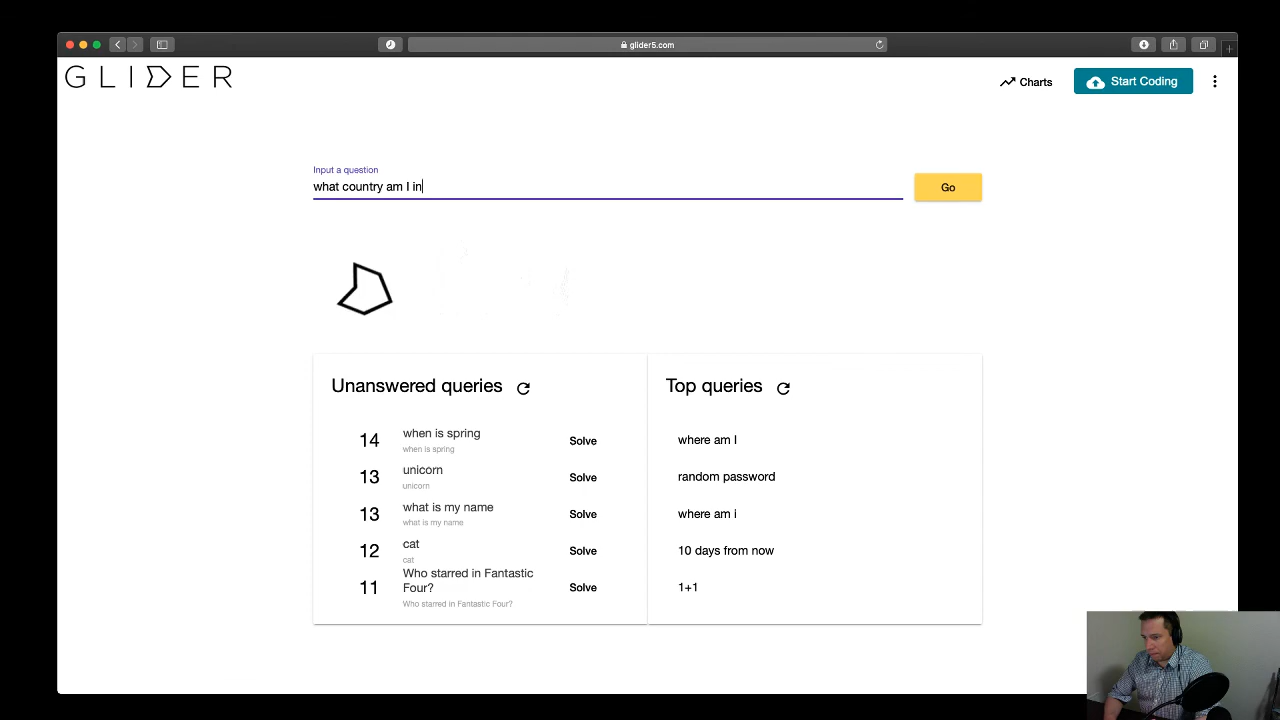 glider5.com
GLIDER
Charts
Start Coding
Input a question
what country am I in
Go
Unanswered queries
14
when is spring
Solve
when is spring
13
unicorn
Solve
unicorn
13
what is my name
Solve
what is my name
12
cat
Solve
cat
11
Who starred in Fantastic
Four?
Solve
Who starred in Fantastic Four?
Top queries
where am I
random password
where am i
10 days from now
1+1